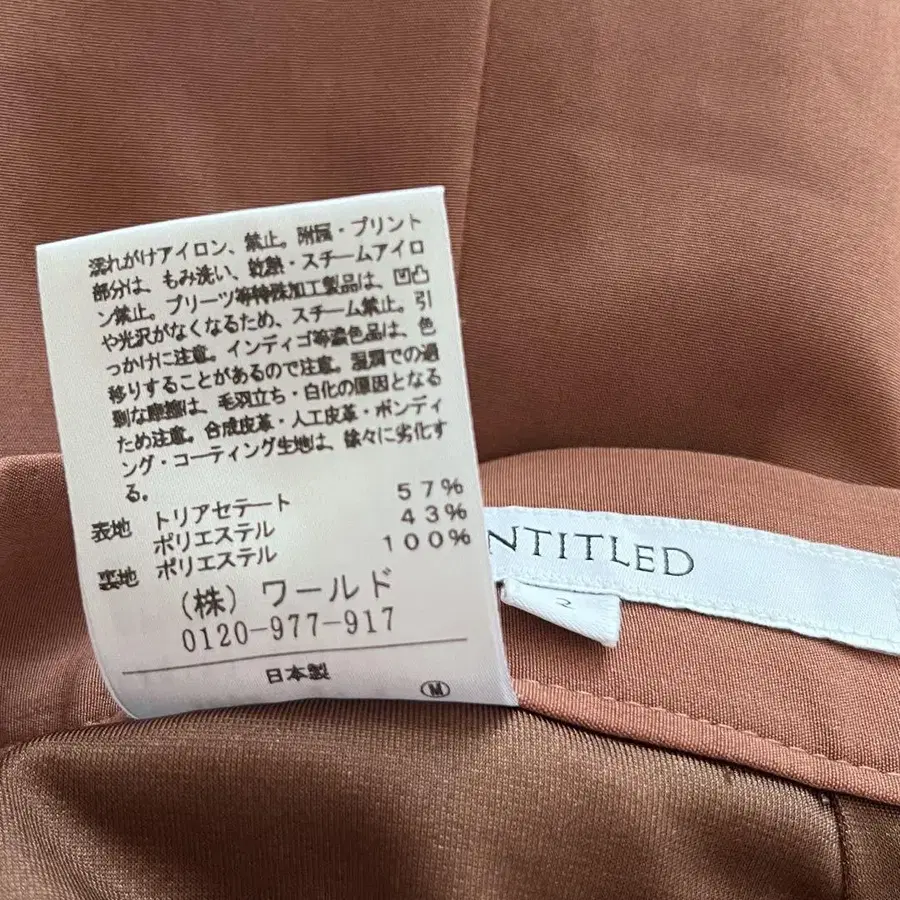 濡れがけアイロン、禁止。附属・プリント
部分は、もみ洗い、乾熱・スチームアイロ
ン禁止。プリーツ等特殊加工製品は、凹凸
や光沢がなくなるため、スチーム禁止。引
っかけに注意。インディゴ等濃色品は、色
移りすることがあるので注意。湿潤での過
剰な摩擦は、毛羽立ち・白化の原因となる
ため注意。合成皮革・人工皮革・ボンディ
ング・コーティング生地は、徐々に劣化す
る。
表地 トリアセテート 57%
ポリエステル 43%
裏地 ポリエステル 100%
(株)ワールド
0120-977-917
日本製
M
NTITLED
2